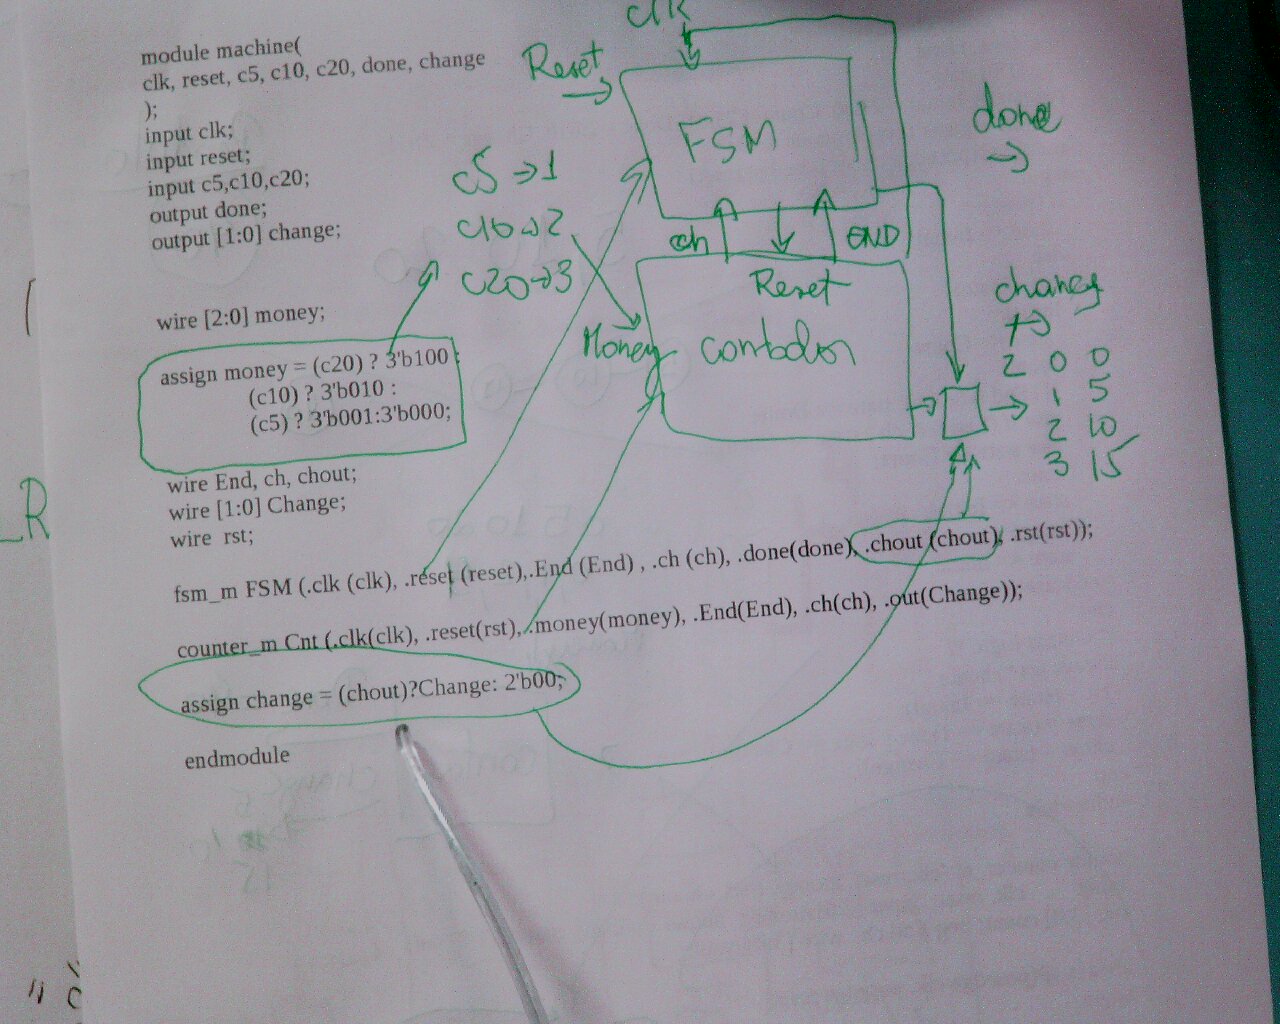 clk
module machine(
clk, reset, c5, c10, c20, done, change
);
input clk;
input reset;
input c5,c10,c20;
output done;
output [1:0] change;
wire [2:0] money;
assign money = (c20) ? 3'b100 :
(c10) ? 3'b010 :
(c5) ? 3'b001:3'b000;
wire End, ch, chout;
wire [1:0] Change;
wire rst;
fsm_m FSM (.clk (clk), .reset (reset),.End (End) , .ch (ch), .done(done), .chout (chout), .rst(rst));
counter_m Cnt (.clk(clk), .reset(rst), .money(money), .End(End), .ch(ch), .out(Change));
assign change = (chout)?Change: 2'b00;
endmodule
Reset
FSM
done
c5 → 1
c10 → 2
c20 → 3
ch
END
Reset
Money
contador
2 0 0
1 5
2 10
3 15
R